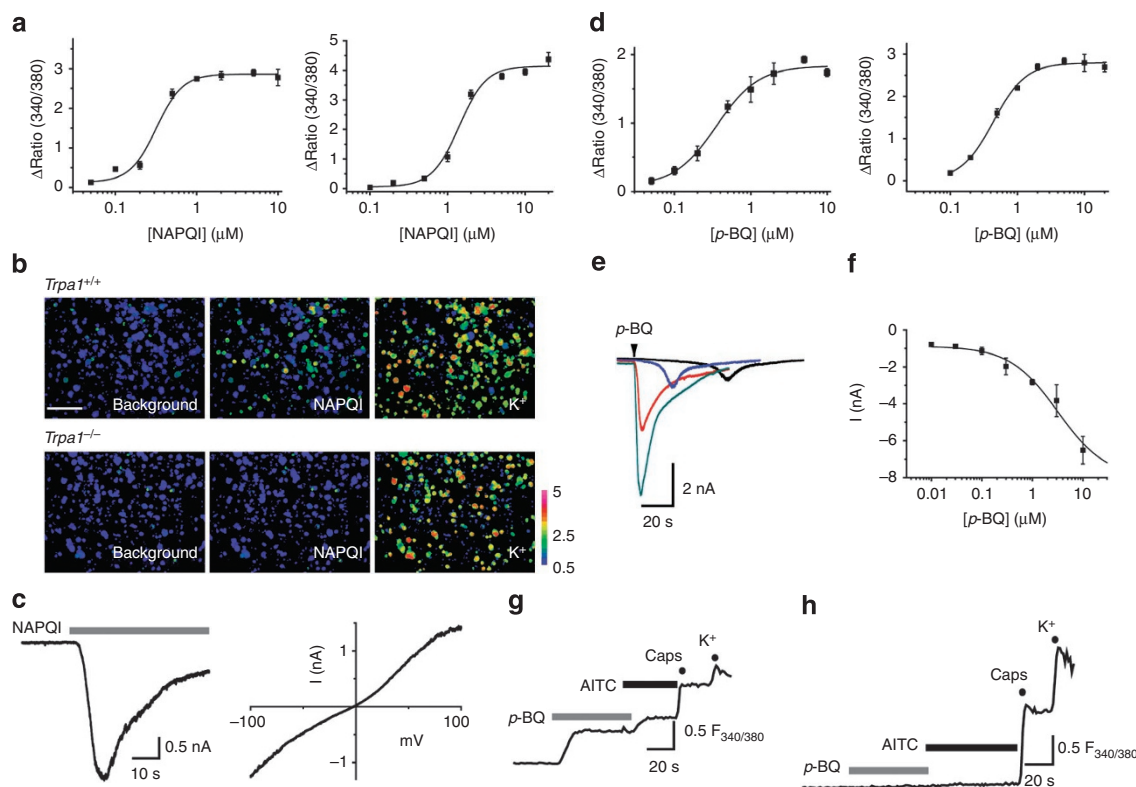 a
ΔRatio (340/380)
3
2
1
0
0.1 1 10
[NAPQI] (μM)
ΔRatio (340/380)
5
4
3
2
1
0
0.1 1 10
[NAPQI] (μM)
b
Trpa1+/+
Background
NAPQI
K+
Trpa1–/–
Background
NAPQI
K+
5
2.5
0.5
c
NAPQI
0.5 nA
10 s
I (nA)
1
–100
100
mV
–1
d
ΔRatio (340/380)
2
1
0
0.1 1 10
[p-BQ] (μM)
ΔRatio (340/380)
3
2
1
0
0.1 1 10
[p-BQ] (μM)
e
p-BQ
2 nA
20 s
f
I (nA)
0
–2
–4
–6
–8
0.01 0.1 1 10
[p-BQ] (μM)
g
K+
Caps
AITC
p-BQ
0.5 F340/380
20 s
h
K+
Caps
AITC
p-BQ
0.5 F340/380
20 s